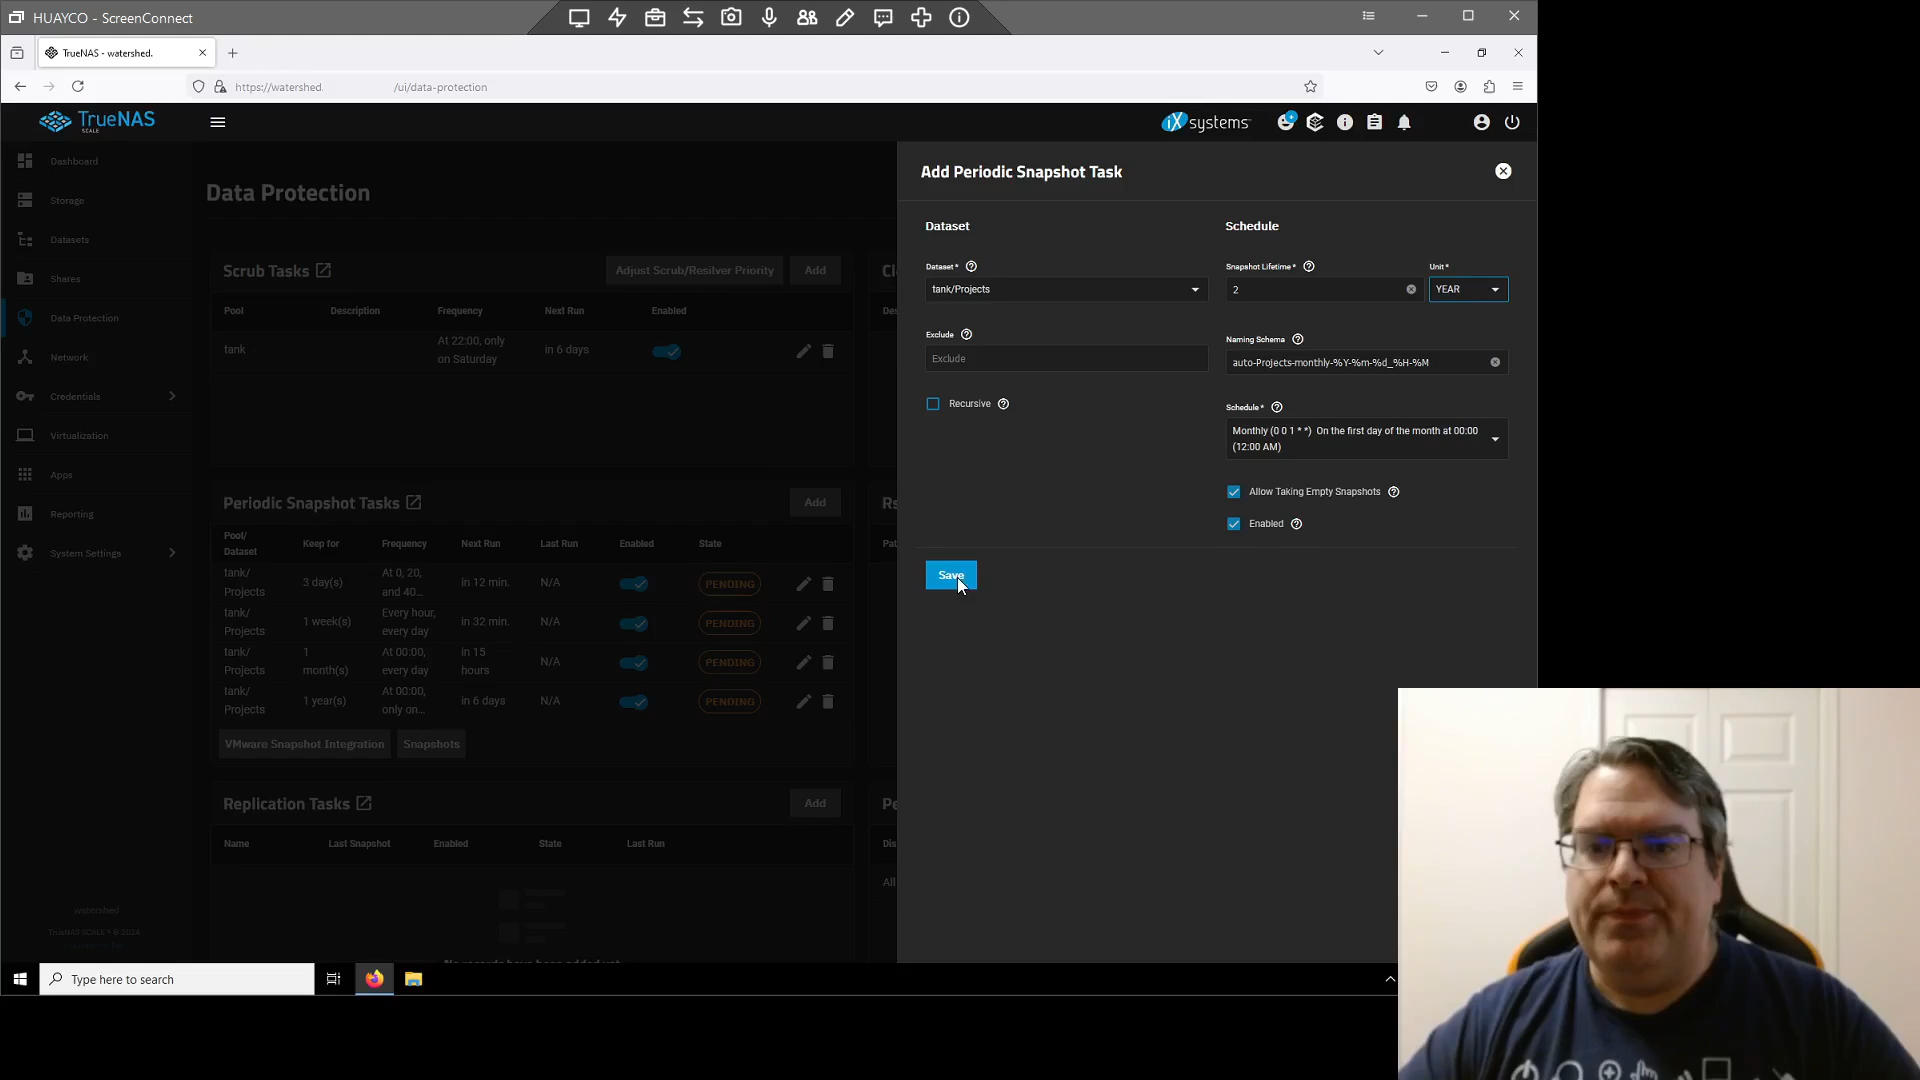 HUAYCO - ScreenConnect
TrueNAS - watershed.
https://watershed. /ui/data-protection
TrueNAS
SCALE
iX systems
Dashboard
Storage
Datasets
Shares
Data Protection
Network
Credentials
Virtualization
Apps
Reporting
System Settings
watershed
TrueNAS SCALE ® © 2024
Data Protection
Scrub Tasks
Adjust Scrub/Resilver Priority
Add
Pool Description Frequency Next Run Enabled
tank At 22:00, only on Saturday in 6 days
Periodic Snapshot Tasks
Add
Pool/ Dataset Keep for Frequency Next Run Last Run Enabled State
tank/ Projects 3 day(s) At 0, 20, and 40... in 12 min. N/A PENDING
tank/ Projects 1 week(s) Every hour, every day in 32 min. N/A PENDING
tank/ Projects 1 month(s) At 00:00, every day in 15 hours N/A PENDING
tank/ Projects 1 year(s) At 00:00, only on... in 6 days N/A PENDING
VMware Snapshot Integration Snapshots
Replication Tasks
Add
Name Last Snapshot Enabled State Last Run
Add Periodic Snapshot Task
Dataset
Dataset *
tank/Projects
Exclude
Exclude
Recursive
Schedule
Snapshot Lifetime * Unit *
2 YEAR
Naming Schema
auto-Projects-monthly-%Y-%m-%d_%H-%M
Schedule *
Monthly (0 0 1 * *) On the first day of the month at 00:00
(12:00 AM)
Allow Taking Empty Snapshots
Enabled
Save
Type here to search